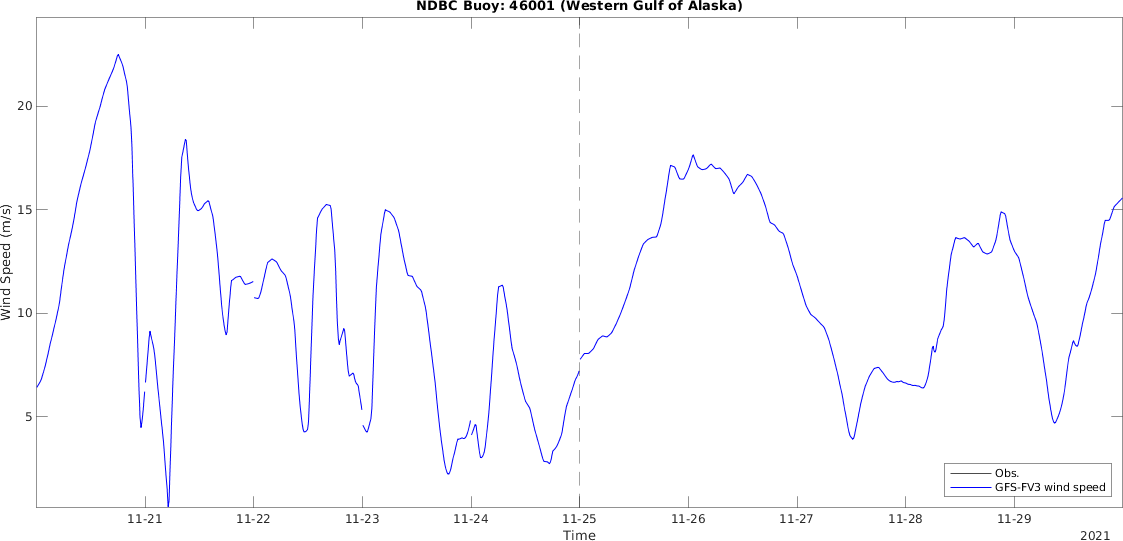 NDBC Buoy: 46001 (Western Gulf of Alaska)
Wind Speed (m/s)
20
15
10
5
Obs.
GFS-FV3 wind speed
11-21 11-22 11-23 11-24 11-25 11-26 11-27 11-28 11-29
Time
2021